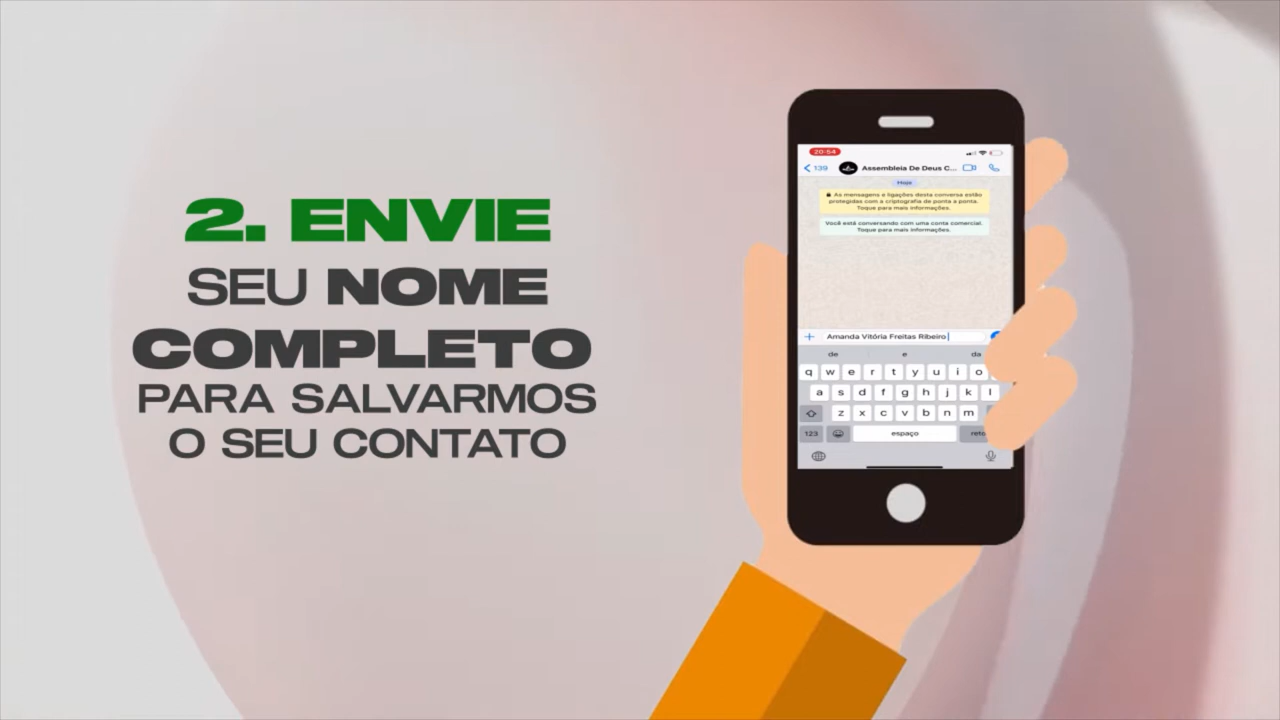 2. ENVIE
SEU NOME
COMPLETO
PARA SALVARMOS
O SEU CONTATO
20:54
139
Assembleia De Deus C...
Hoje
As mensagens e ligações desta conversa estão
protegidas com a criptografia de ponta a ponta.
Toque para mais informações.
Você está conversando com uma conta comercial.
Toque para mais informações.
Amanda Vitória Freitas Ribeiro
de e da
q w e r t y u i o
a s d f g h j k l
z x c v b n m
123 espaço reto